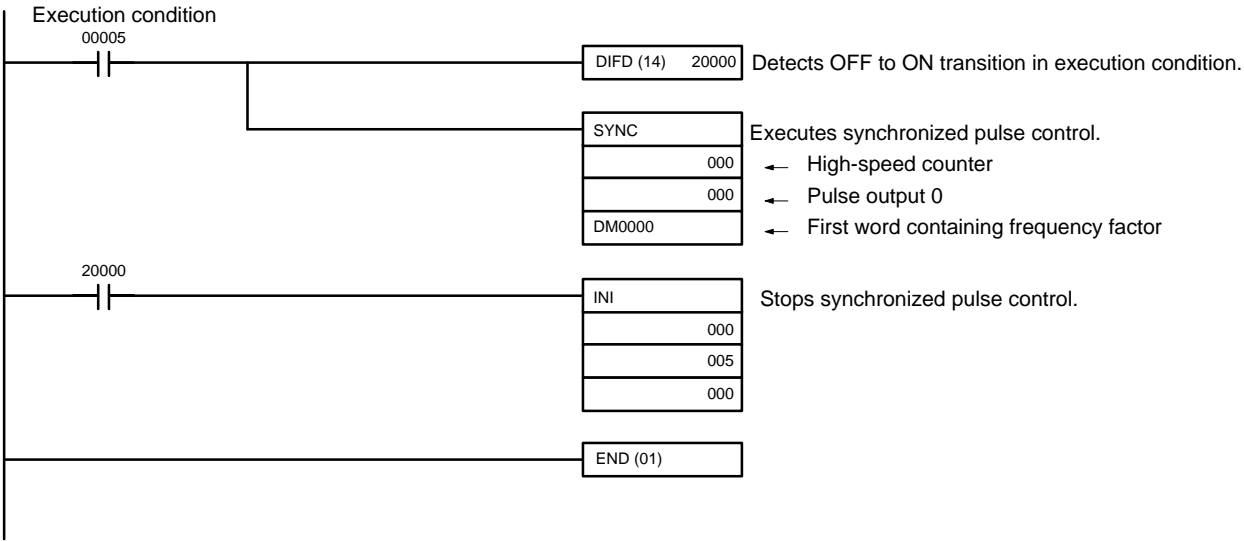 Execution condition
00005
DIFD (14) 20000 Detects OFF to ON transition in execution condition.
SYNC Executes synchronized pulse control.
000 ← High-speed counter
000 ← Pulse output 0
DM0000 ← First word containing frequency factor
20000
INI Stops synchronized pulse control.
000
005
000
END (01)